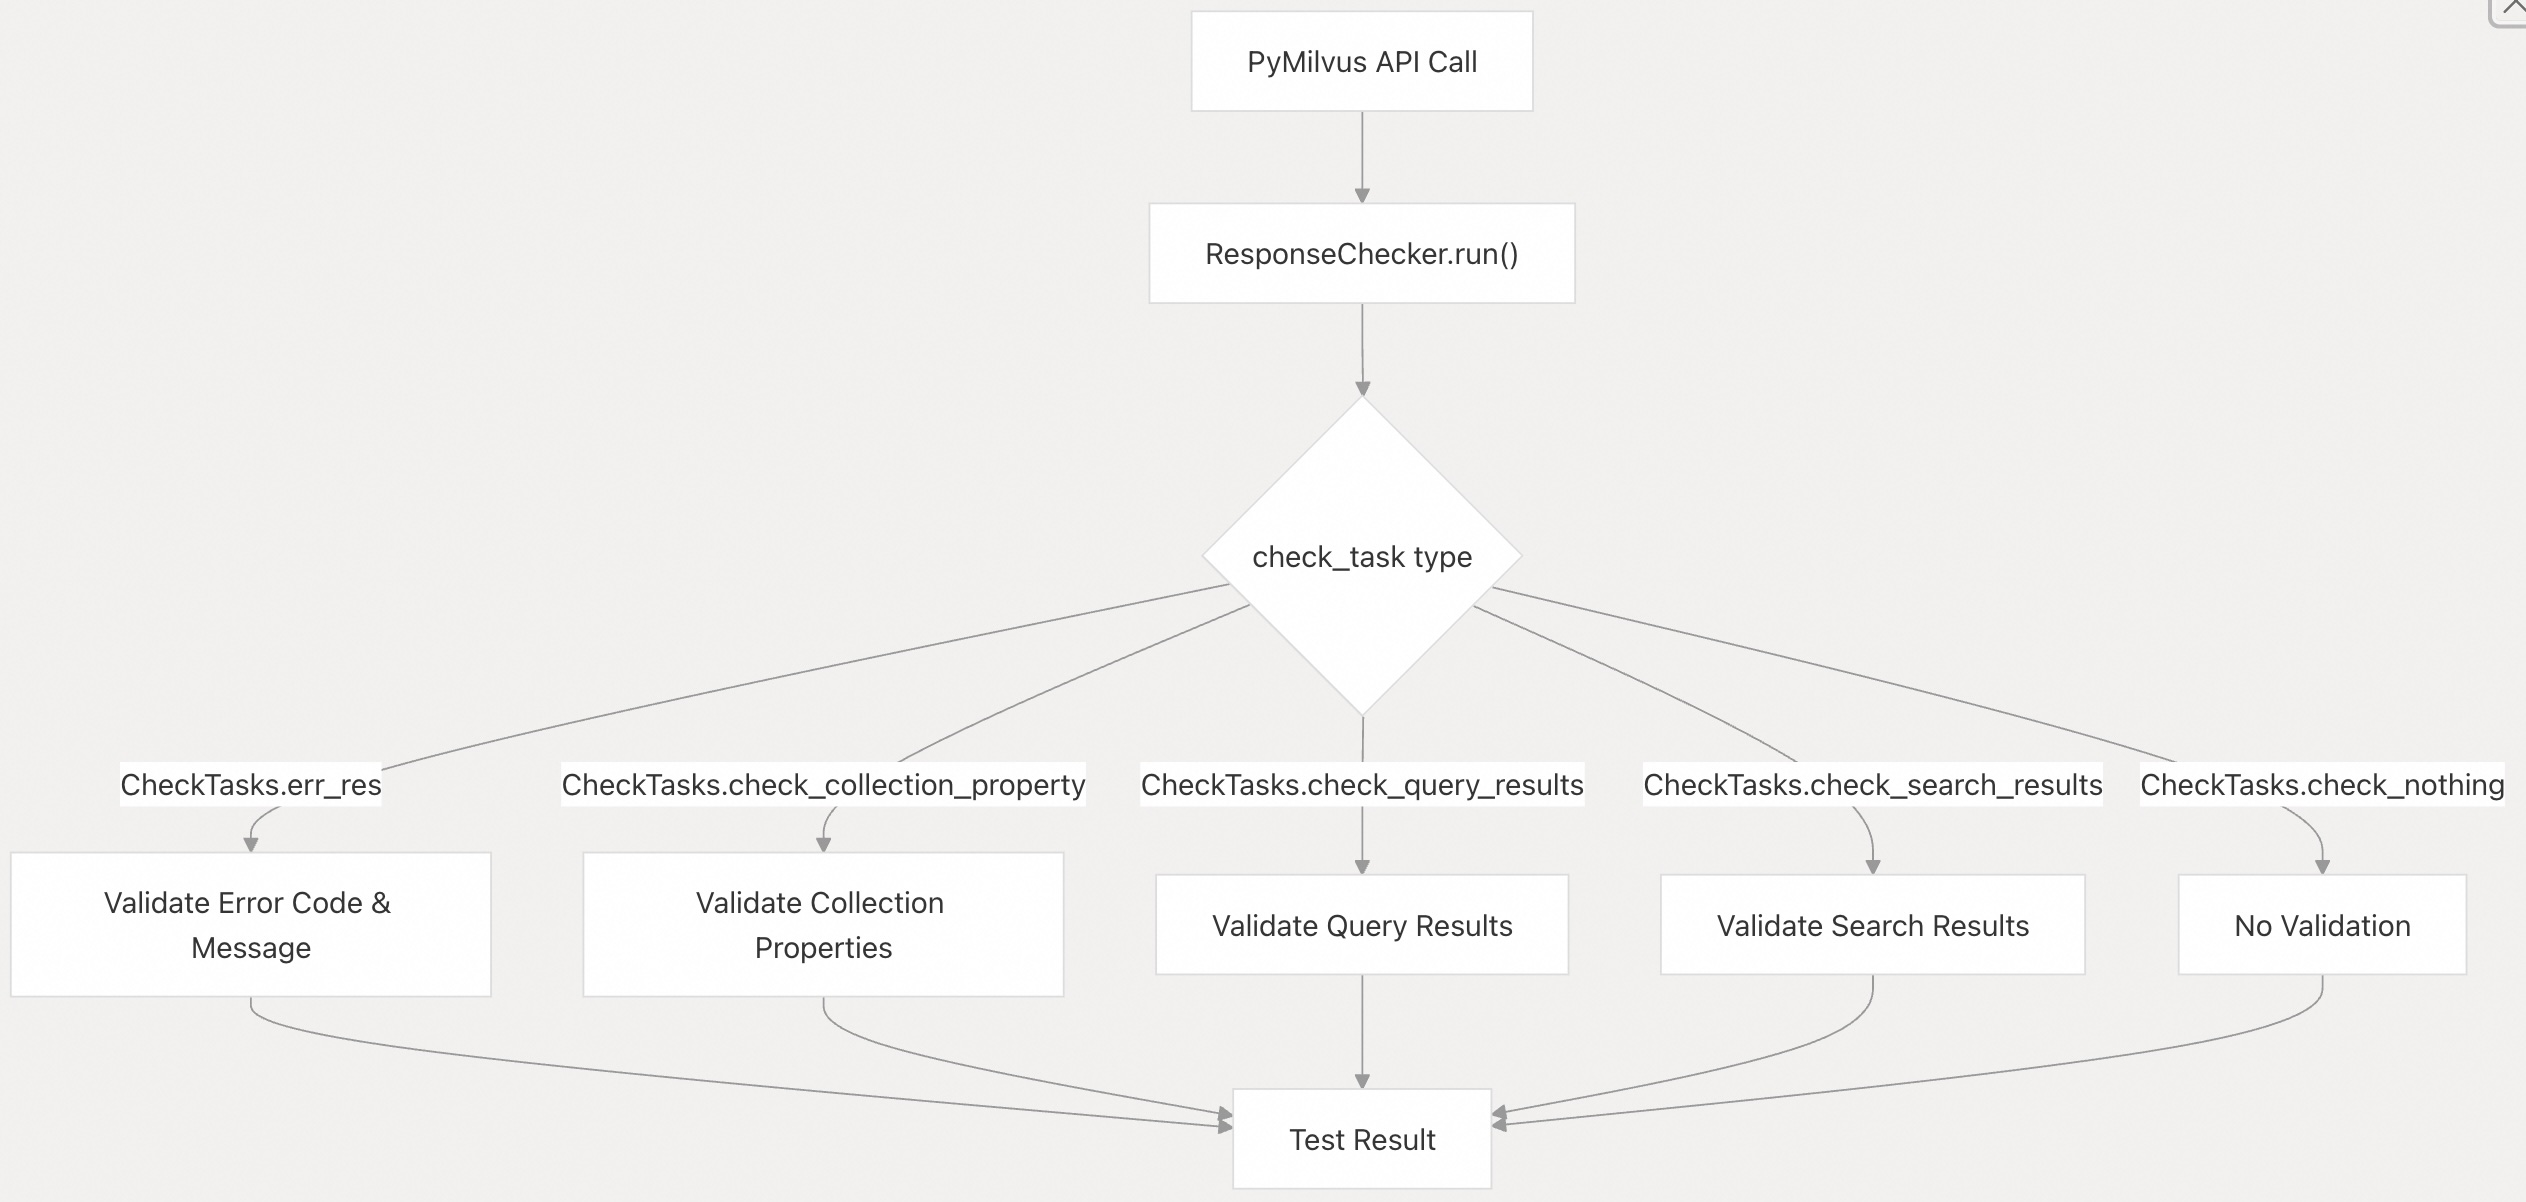 PyMilvus API Call
ResponseChecker.run()
check_task type
CheckTasks.err_res
CheckTasks.check_collection_property
CheckTasks.check_query_results
CheckTasks.check_search_results
CheckTasks.check_nothing
Validate Error Code &
Message
Validate Collection
Properties
Validate Query Results
Validate Search Results
No Validation
Test Result